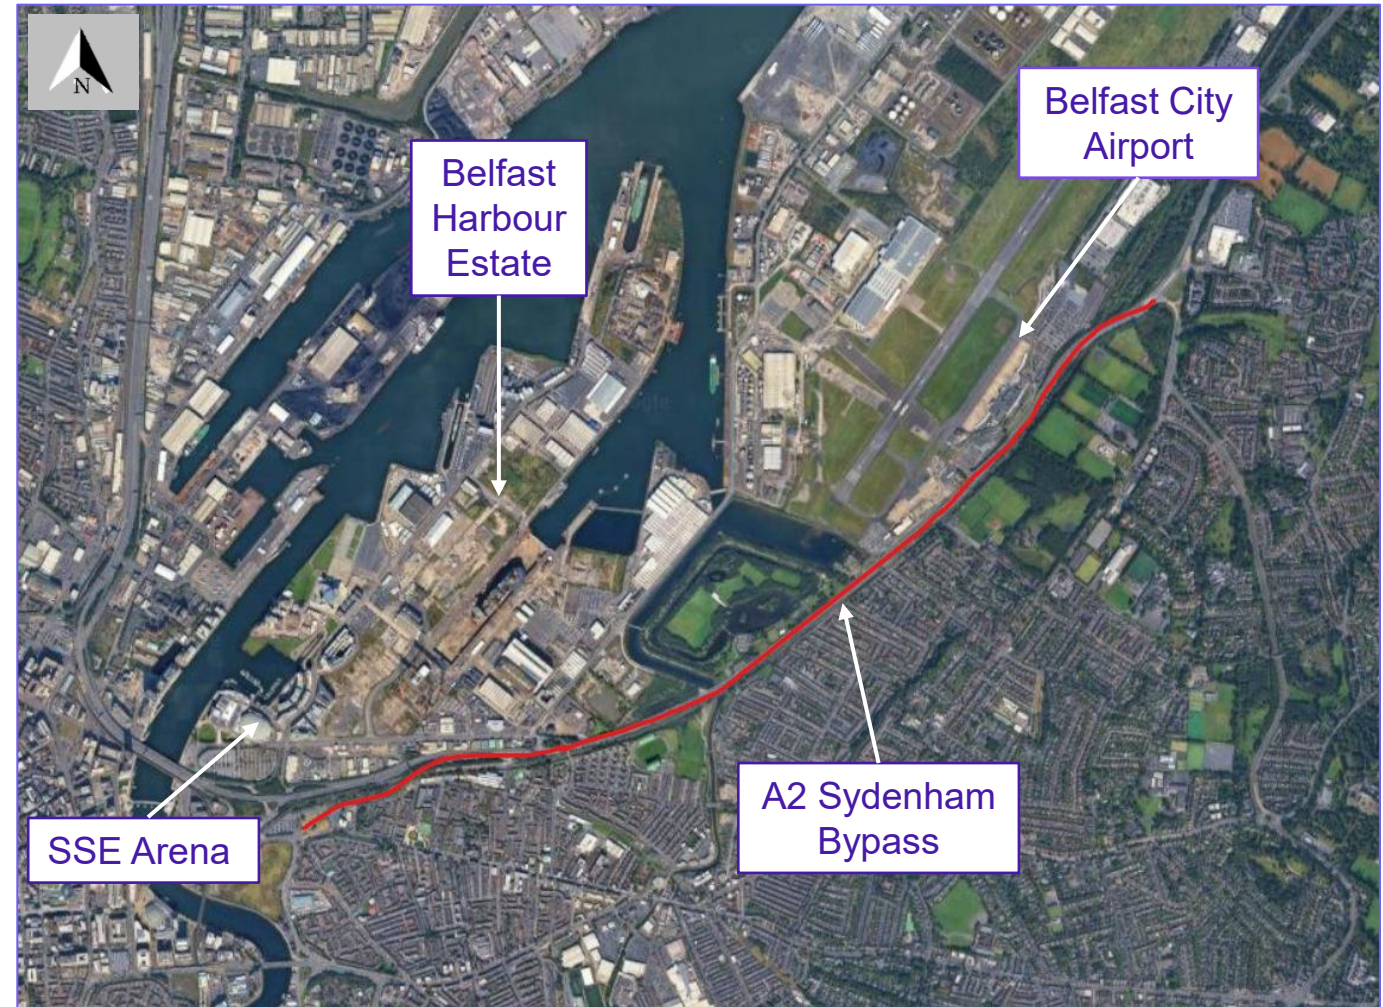 N
Belfast City
Airport
Belfast
Harbour
Estate
A2 Sydenham
Bypass
SSE Arena